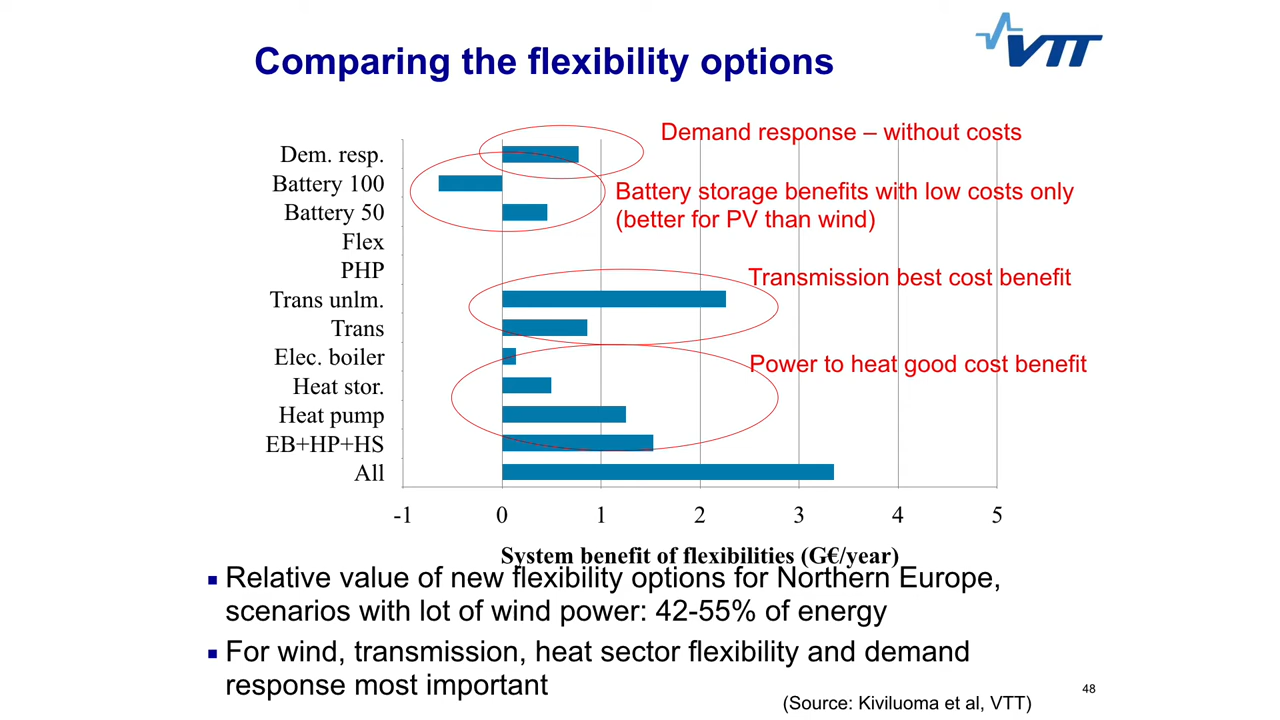 Comparing the flexibility options
VTT
Demand response – without costs
Dem. resp.
Battery 100
Battery storage benefits with low costs only
(better for PV than wind)
Battery 50
Flex
PHP
Transmission best cost benefit
Trans unlm.
Trans
Elec. boiler
Power to heat good cost benefit
Heat stor.
Heat pump
EB+HP+HS
All
-1 0 1 2 3 4 5
System benefit of flexibilities (G€/year)
Relative value of new flexibility options for Northern Europe,
scenarios with lot of wind power: 42-55% of energy
For wind, transmission, heat sector flexibility and demand
response most important
48
(Source: Kiviluoma et al, VTT)